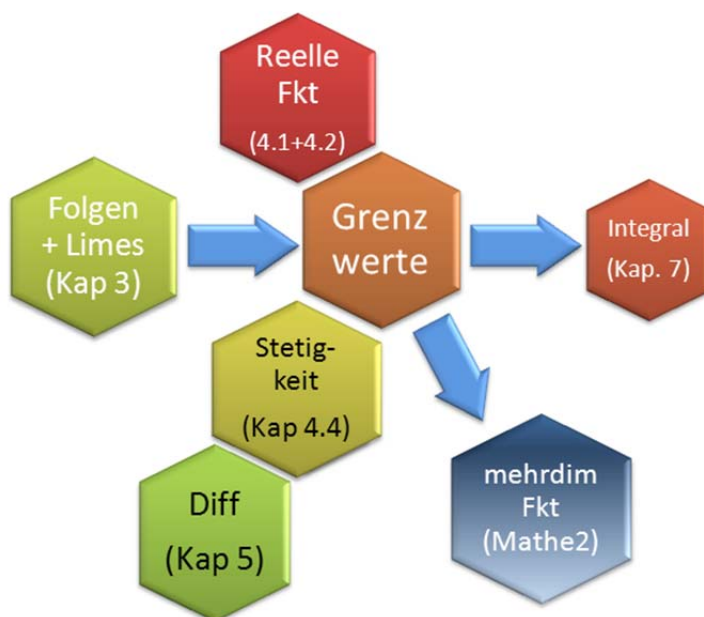 Reelle
Fkt
(4.1+4.2)
Folgen
+ Limes
(Kap 3)
Grenz
werte
Integral
(Kap. 7)
Stetig-
keit
(Kap 4.4)
mehrdim
Fkt
(Mathe2)
Diff
(Kap 5)